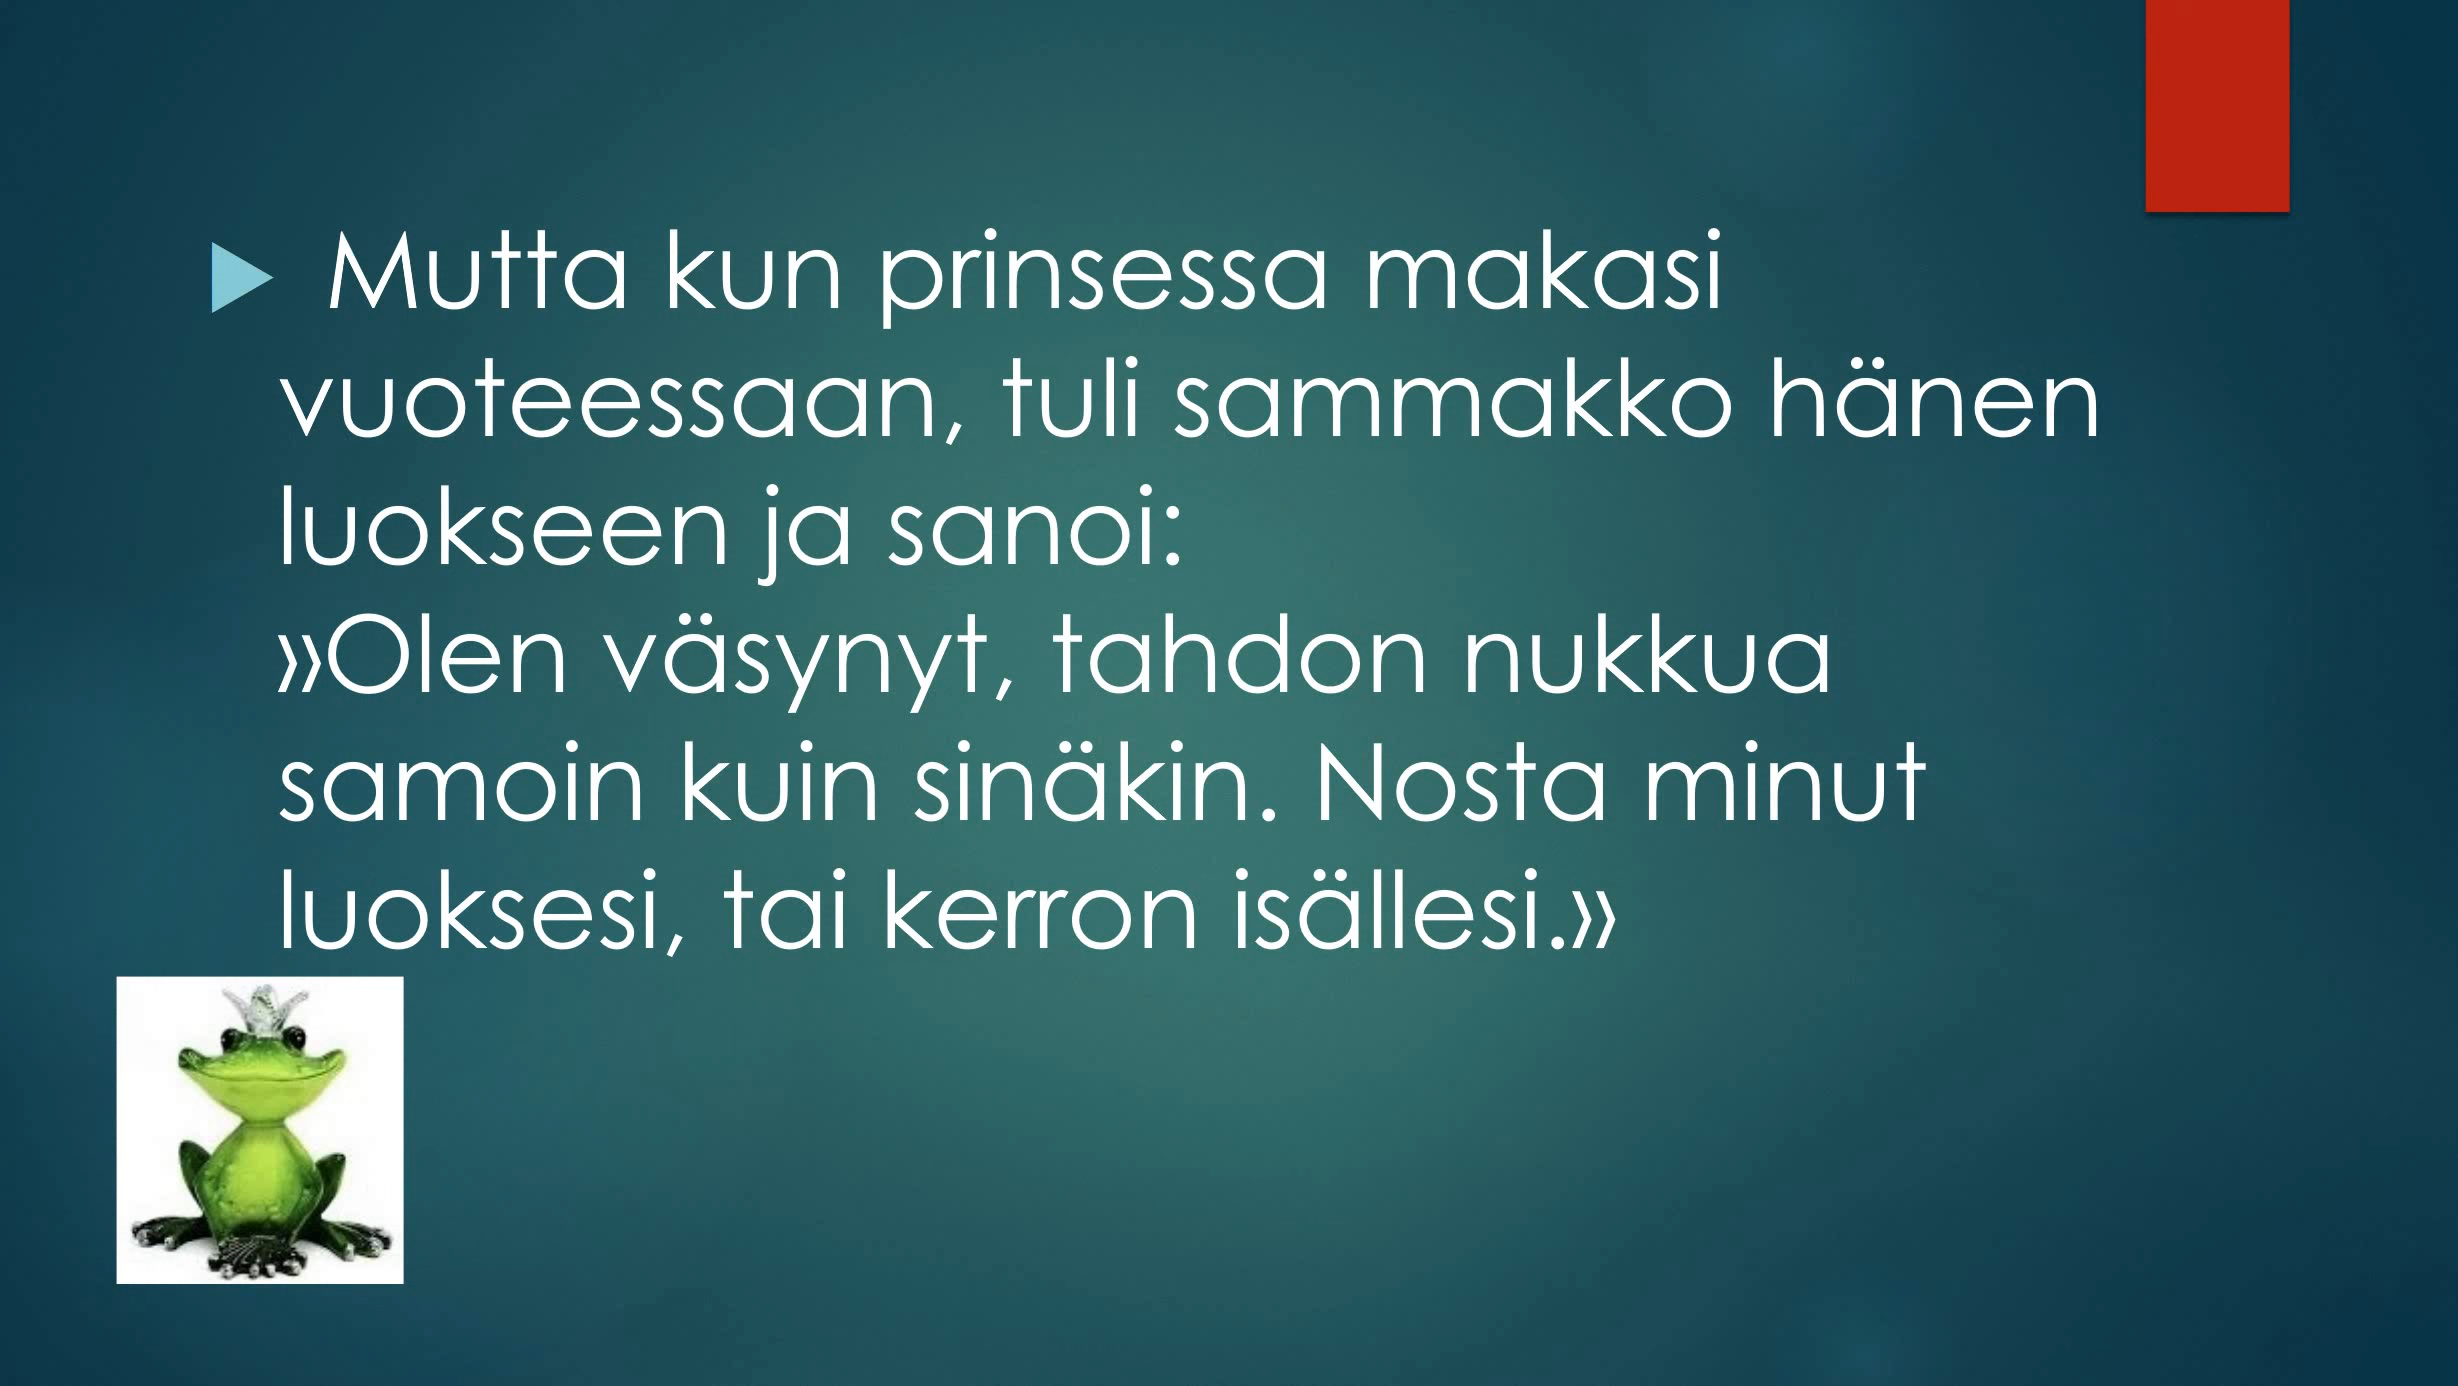 Mutta kun prinsessa makasi
vuoteessaan, tuli sammakko hänen
luokseen ja sanoi:
»Olen väsynyt, tahdon nukkua
samoin kuin sinäkin. Nosta minut
luoksesi, tai kerron isällesi.»